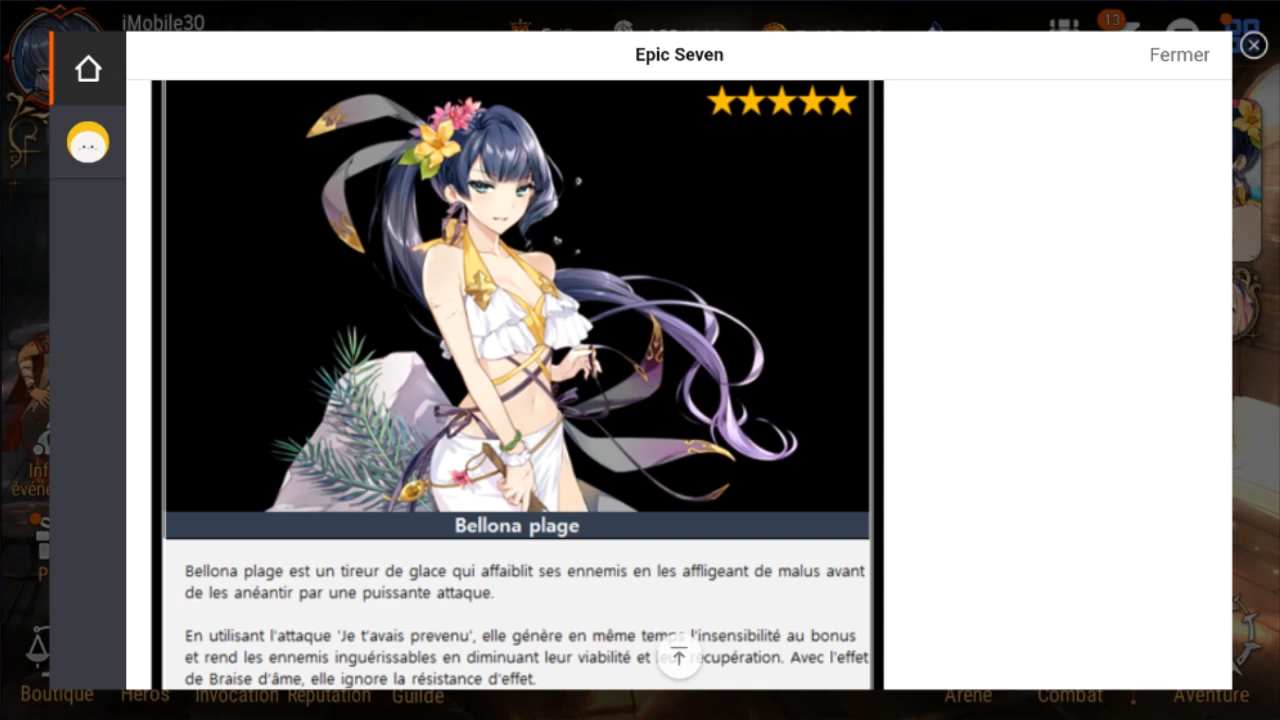 iMobile30
13
Epic Seven
Fermer
Bellona plage
Bellona plage est un tireur de glace qui affaiblit ses ennemis en les affligeant de malus avant
de les anéantir par une puissante attaque.
En utilisant l'attaque 'Je t'avais prevenu', elle génère en même temps l'insensibilité au bonus
et rend les ennemis inguérissables en diminuant leur viabilité et leur récupération. Avec l'effet
de Braise d'âme, elle ignore la résistance d'effet.
Inf
événe
P
Boutique Héros Invocation Réputation Guilde Arène Combat Aventure